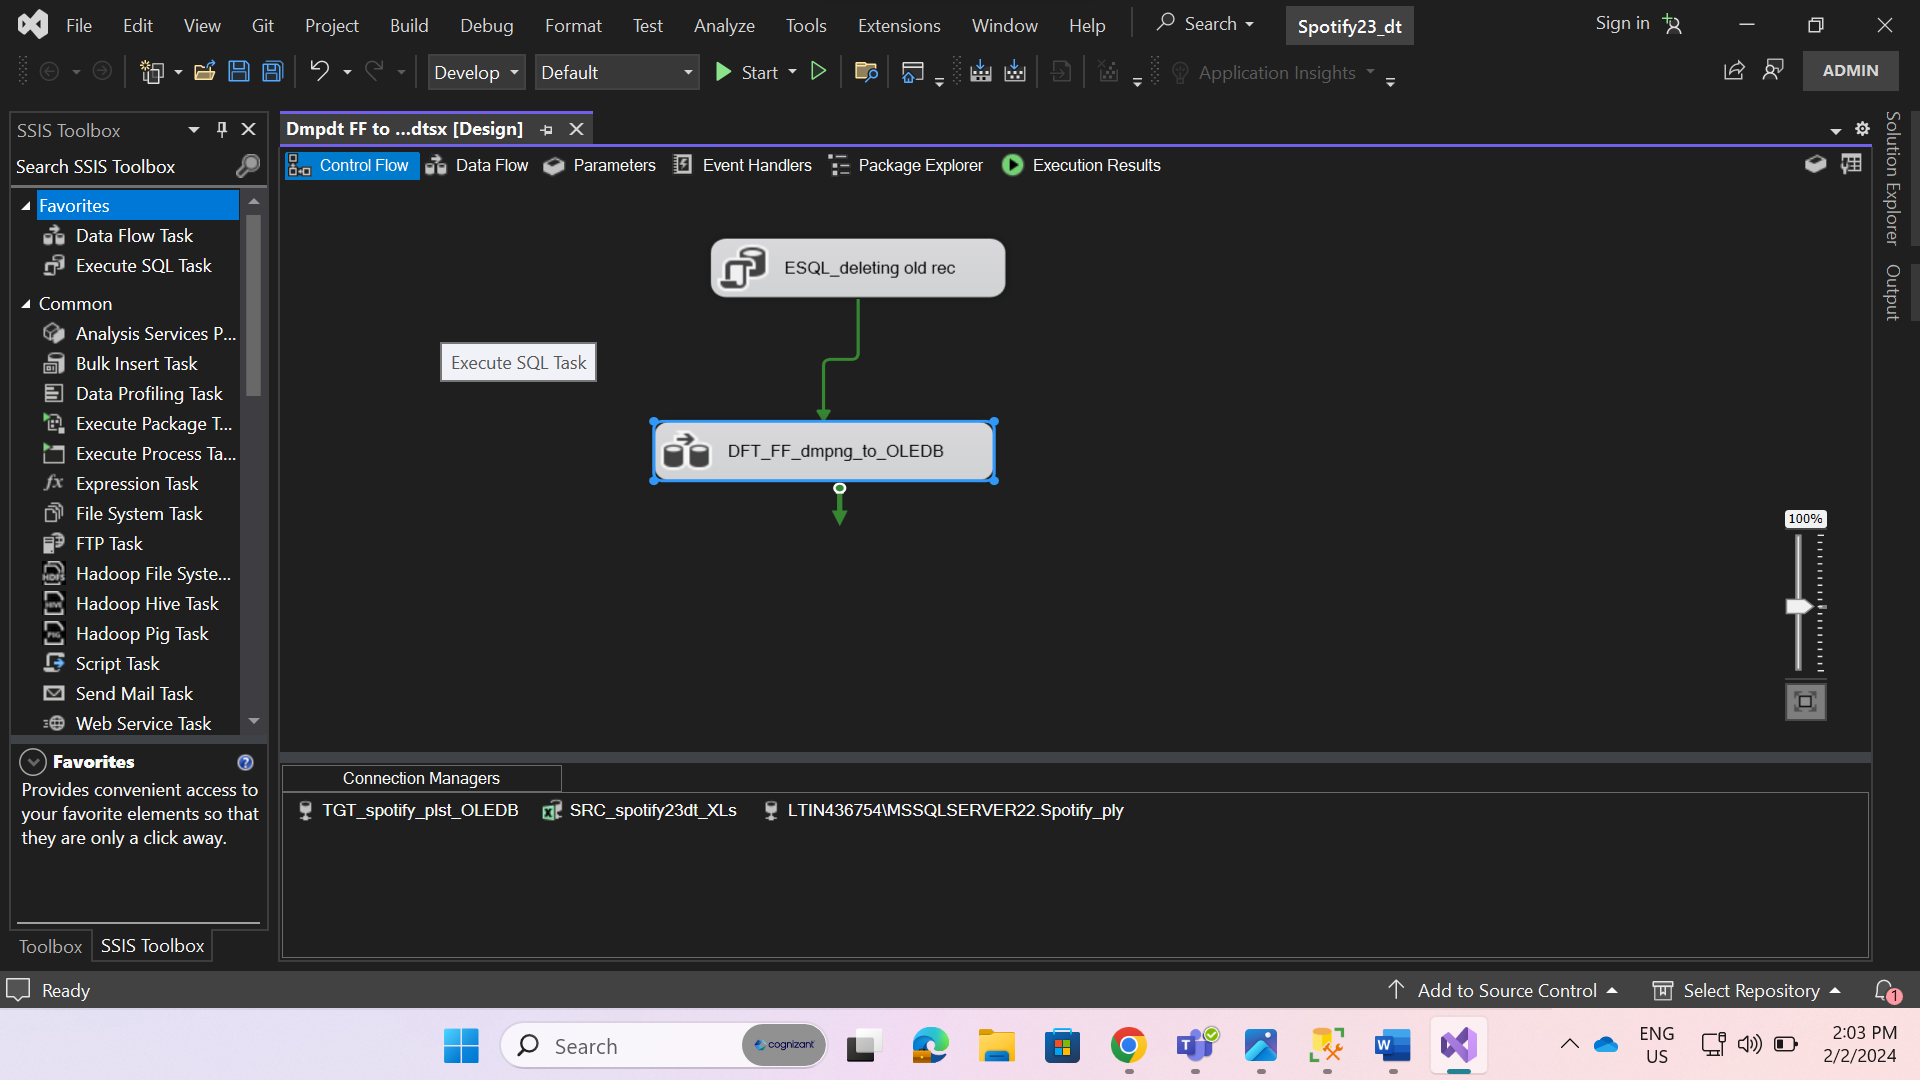 File Edit View Git Project Build Debug Format Test Analyze Tools Extensions Window Help Search Spotify23_dt Sign in
Develop Default Start Application Insights ADMIN
SSIS Toolbox
Search SSIS Toolbox
Favorites
Data Flow Task
Execute SQL Task
Common
Analysis Services P...
Bulk Insert Task
Data Profiling Task
Execute Package T...
Execute Process Ta...
Expression Task
File System Task
FTP Task
Hadoop File Syste...
Hadoop Hive Task
Hadoop Pig Task
Script Task
Send Mail Task
Web Service Task
Favorites
Provides convenient access to
your favorite elements so that
they are only a click away.
Toolbox SSIS Toolbox
Dmpdt FF to ...dtsx [Design]
Control Flow Data Flow Parameters Event Handlers Package Explorer Execution Results
ESQL_deleting old rec
Execute SQL Task
DFT_FF_dmpng_to_OLEDB
100%
Connection Managers
TGT_spotify_plst_OLEDB SRC_spotify23dt_XLs LTIN436754\MSSQLSERVER22.Spotify_ply
Solution Explorer
Output
Ready Add to Source Control Select Repository 1
Search cognizant
ENG
US
2:03 PM
2/2/2024